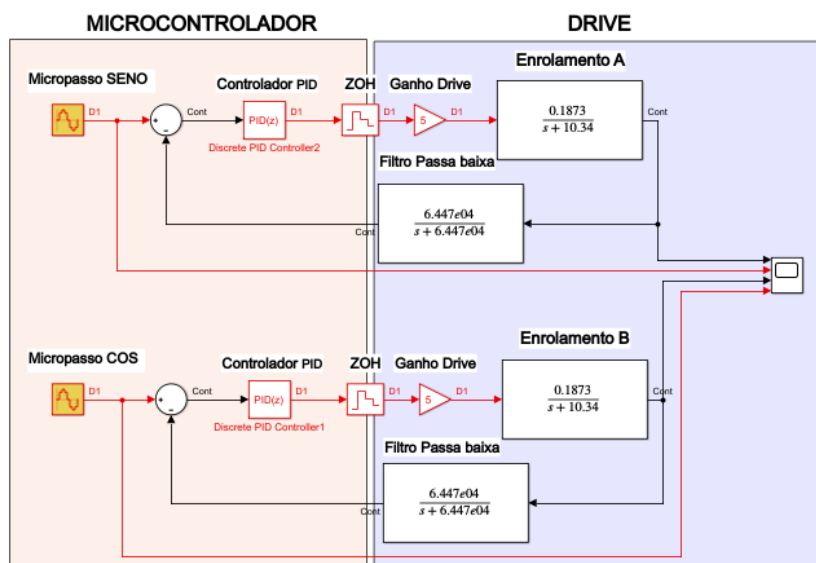 MICROCONTROLADOR
DRIVE
Micropasso SENO
Controlador PID
ZOH
Ganho Drive
Enrolamento A
D1
+
−
Cont
PID(z)
D1
D1
5
D1
0.1873
s + 10.34
Cont
Discrete PID Controller2
Filtro Passa baixa
6.447e04
s + 6.447e04
Cont
Micropasso COS
Controlador PID
ZOH
Ganho Drive
Enrolamento B
D1
+
−
Cont
PID(z)
D1
D1
5
D1
0.1873
s + 10.34
Cont
Discrete PID Controller1
Filtro Passa baixa
6.447e04
s + 6.447e04
Cont